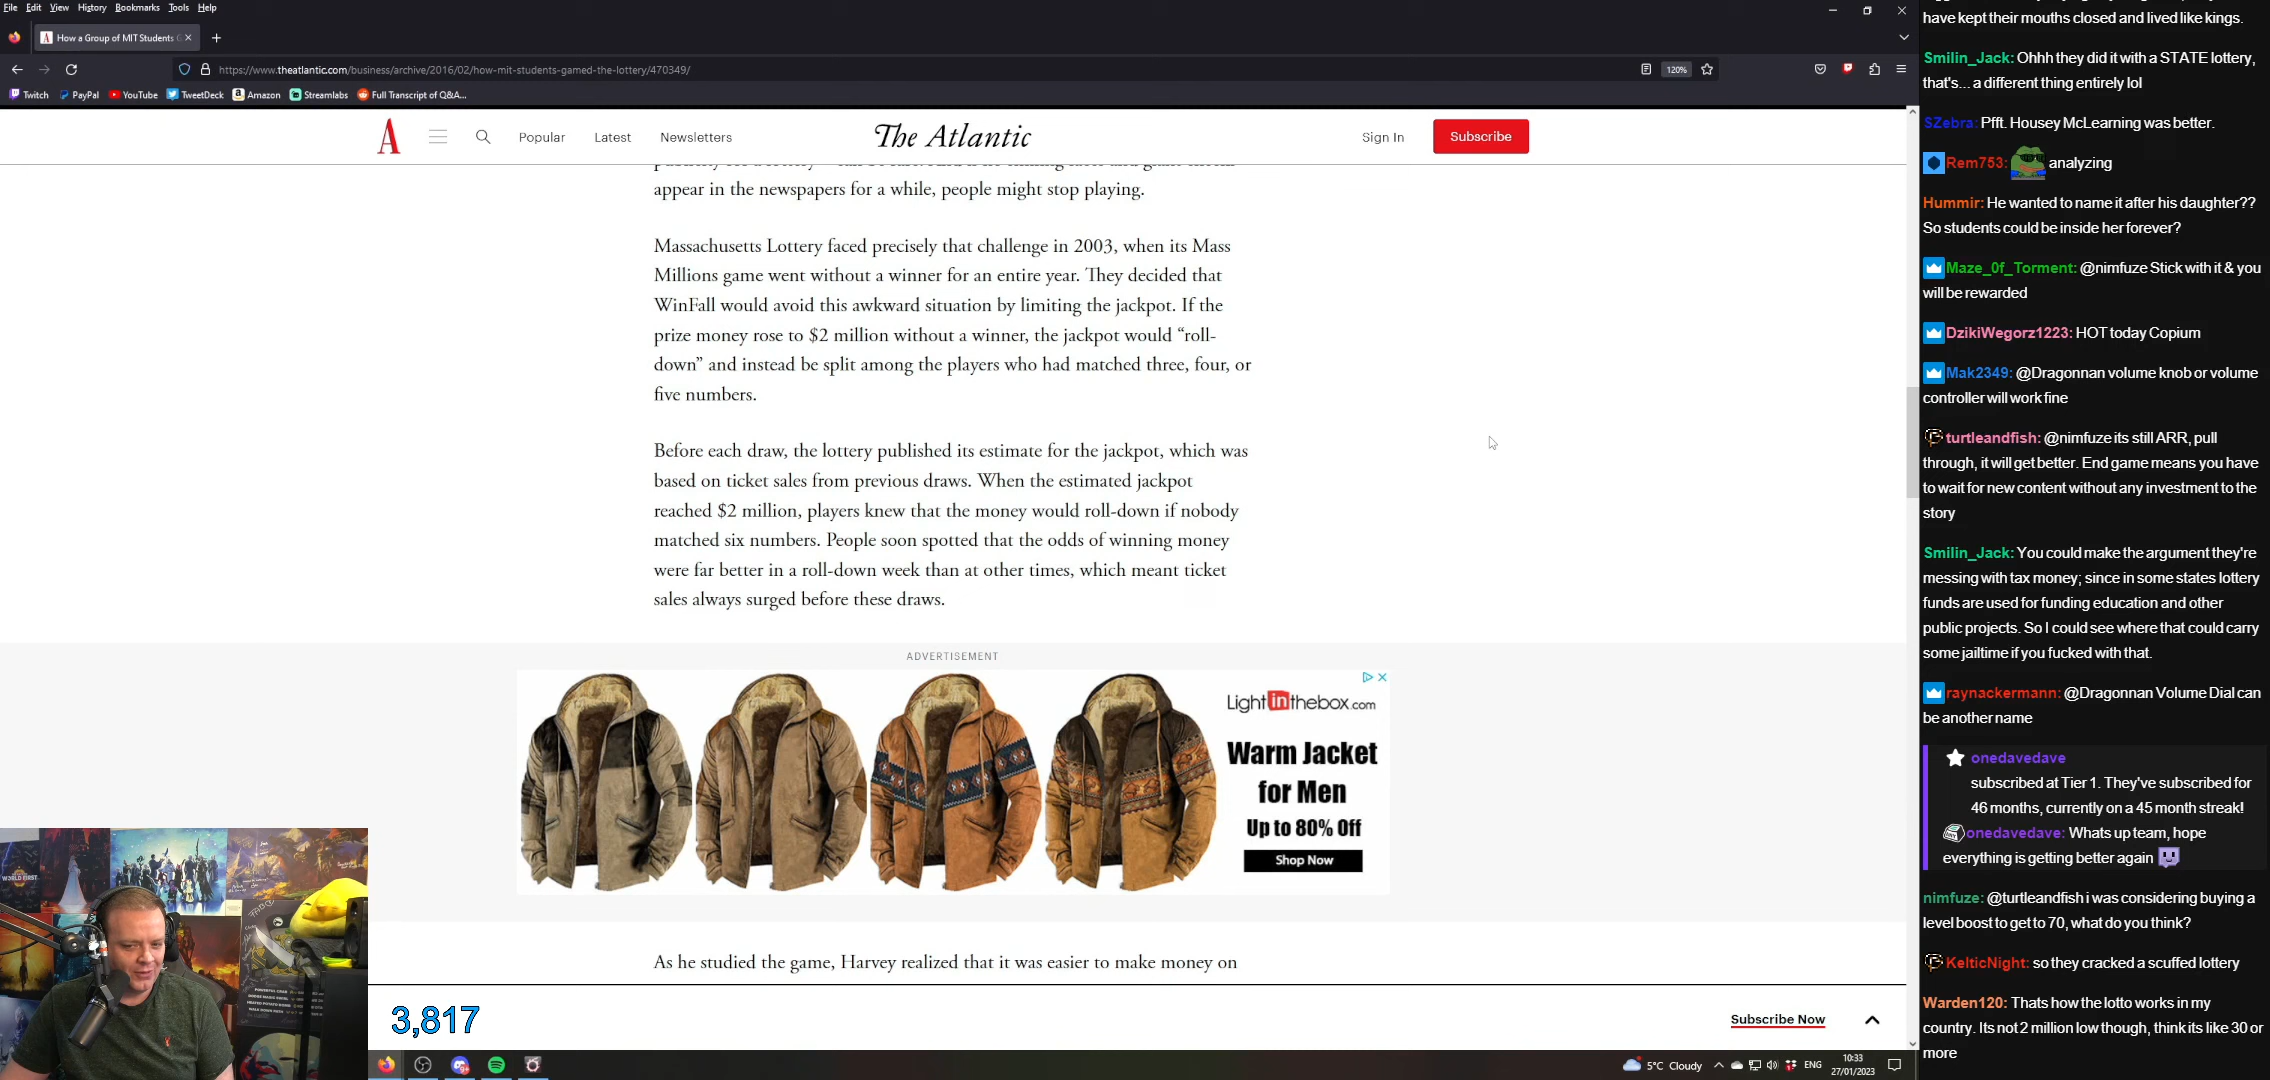 File Edit View History Bookmarks Tools Help
How a Group of MIT Students
https://www.theatlantic.com/business/archive/2016/02/how-mit-students-gamed-the-lottery/470349/
120%
Twitch PayPal YouTube TweetDeck Amazon Streamlabs Full Transcript of Q&A...
A Popular Latest Newsletters The Atlantic Sign In Subscribe
appear in the newspapers for a while, people might stop playing.
Massachusetts Lottery faced precisely that challenge in 2003, when its Mass
Millions game went without a winner for an entire year. They decided that
WinFall would avoid this awkward situation by limiting the jackpot. If the
prize money rose to $2 million without a winner, the jackpot would “roll-
down” and instead be split among the players who had matched three, four, or
five numbers.
Before each draw, the lottery published its estimate for the jackpot, which was
based on ticket sales from previous draws. When the estimated jackpot
reached $2 million, players knew that the money would roll-down if nobody
matched six numbers. People soon spotted that the odds of winning money
were far better in a roll-down week than at other times, which meant ticket
sales always surged before these draws.
ADVERTISEMENT
Lightinthebox.com
Warm Jacket
for Men
Up to 80% Off
Shop Now
As he studied the game, Harvey realized that it was easier to make money on
3,817
Subscribe Now
5°C Cloudy
ENG
10:33
27/01/2023
have kept their mouths closed and lived like kings.
Smilin_Jack: Ohhh they did it with a STATE lottery,
that's... a different thing entirely lol
SZebra: Pfft. Housey McLearning was better.
Rem753: analyzing
Hummir: He wanted to name it after his daughter??
So students could be inside her forever?
Maze_0f_Torment: @nimfuze Stick with it & you
will be rewarded
DzikiWegorz1223: HOT today Copium
Mak2349: @Dragonnan volume knob or volume
controller will work fine
turtleandfish: @nimfuze its still ARR, pull
through, it will get better. End game means you have
to wait for new content without any investment to the
story
Smilin_Jack: You could make the argument they're
messing with tax money; since in some states lottery
funds are used for funding education and other
public projects. So I could see where that could carry
some jailtime if you fucked with that.
raynackermann: @Dragonnan Volume Dial can
be another name
onedavedave
subscribed at Tier 1. They've subscribed for
46 months, currently on a 45 month streak!
onedavedave: Whats up team, hope
everything is getting better again
nimfuze: @turtleandfish i was considering buying a
level boost to get to 70, what do you think?
KelticNight: so they cracked a scuffed lottery
Warden120: Thats how the lotto works in my
country. Its not 2 million low though, think its like 30 or
more